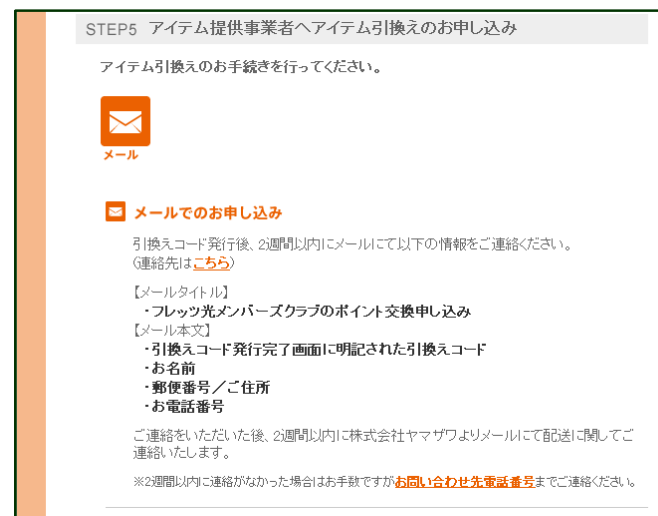 STEP5 アイテム提供事業者へアイテム引換えのお申し込み
アイテム引換えのお手続きを行ってください。
メール
メールでのお申し込み
引換えコード発行後、2週間以内にメールにて以下の情報をご連絡ください。
(連絡先はこちら)
【メールタイトル】
・フレッツ光メンバーズクラブのポイント交換申し込み
【メール本文】
・引換えコード発行完了画面に明記された引換えコード
・お名前
・郵便番号/ご住所
・お電話番号
ご連絡をいただいた後、2週間以内に株式会社ヤマザワよりメールにて配送に関してご
連絡いたします。
※2週間以内に連絡がなかった場合はお手数ですがお問い合わせ先電話番号までご連絡ください。